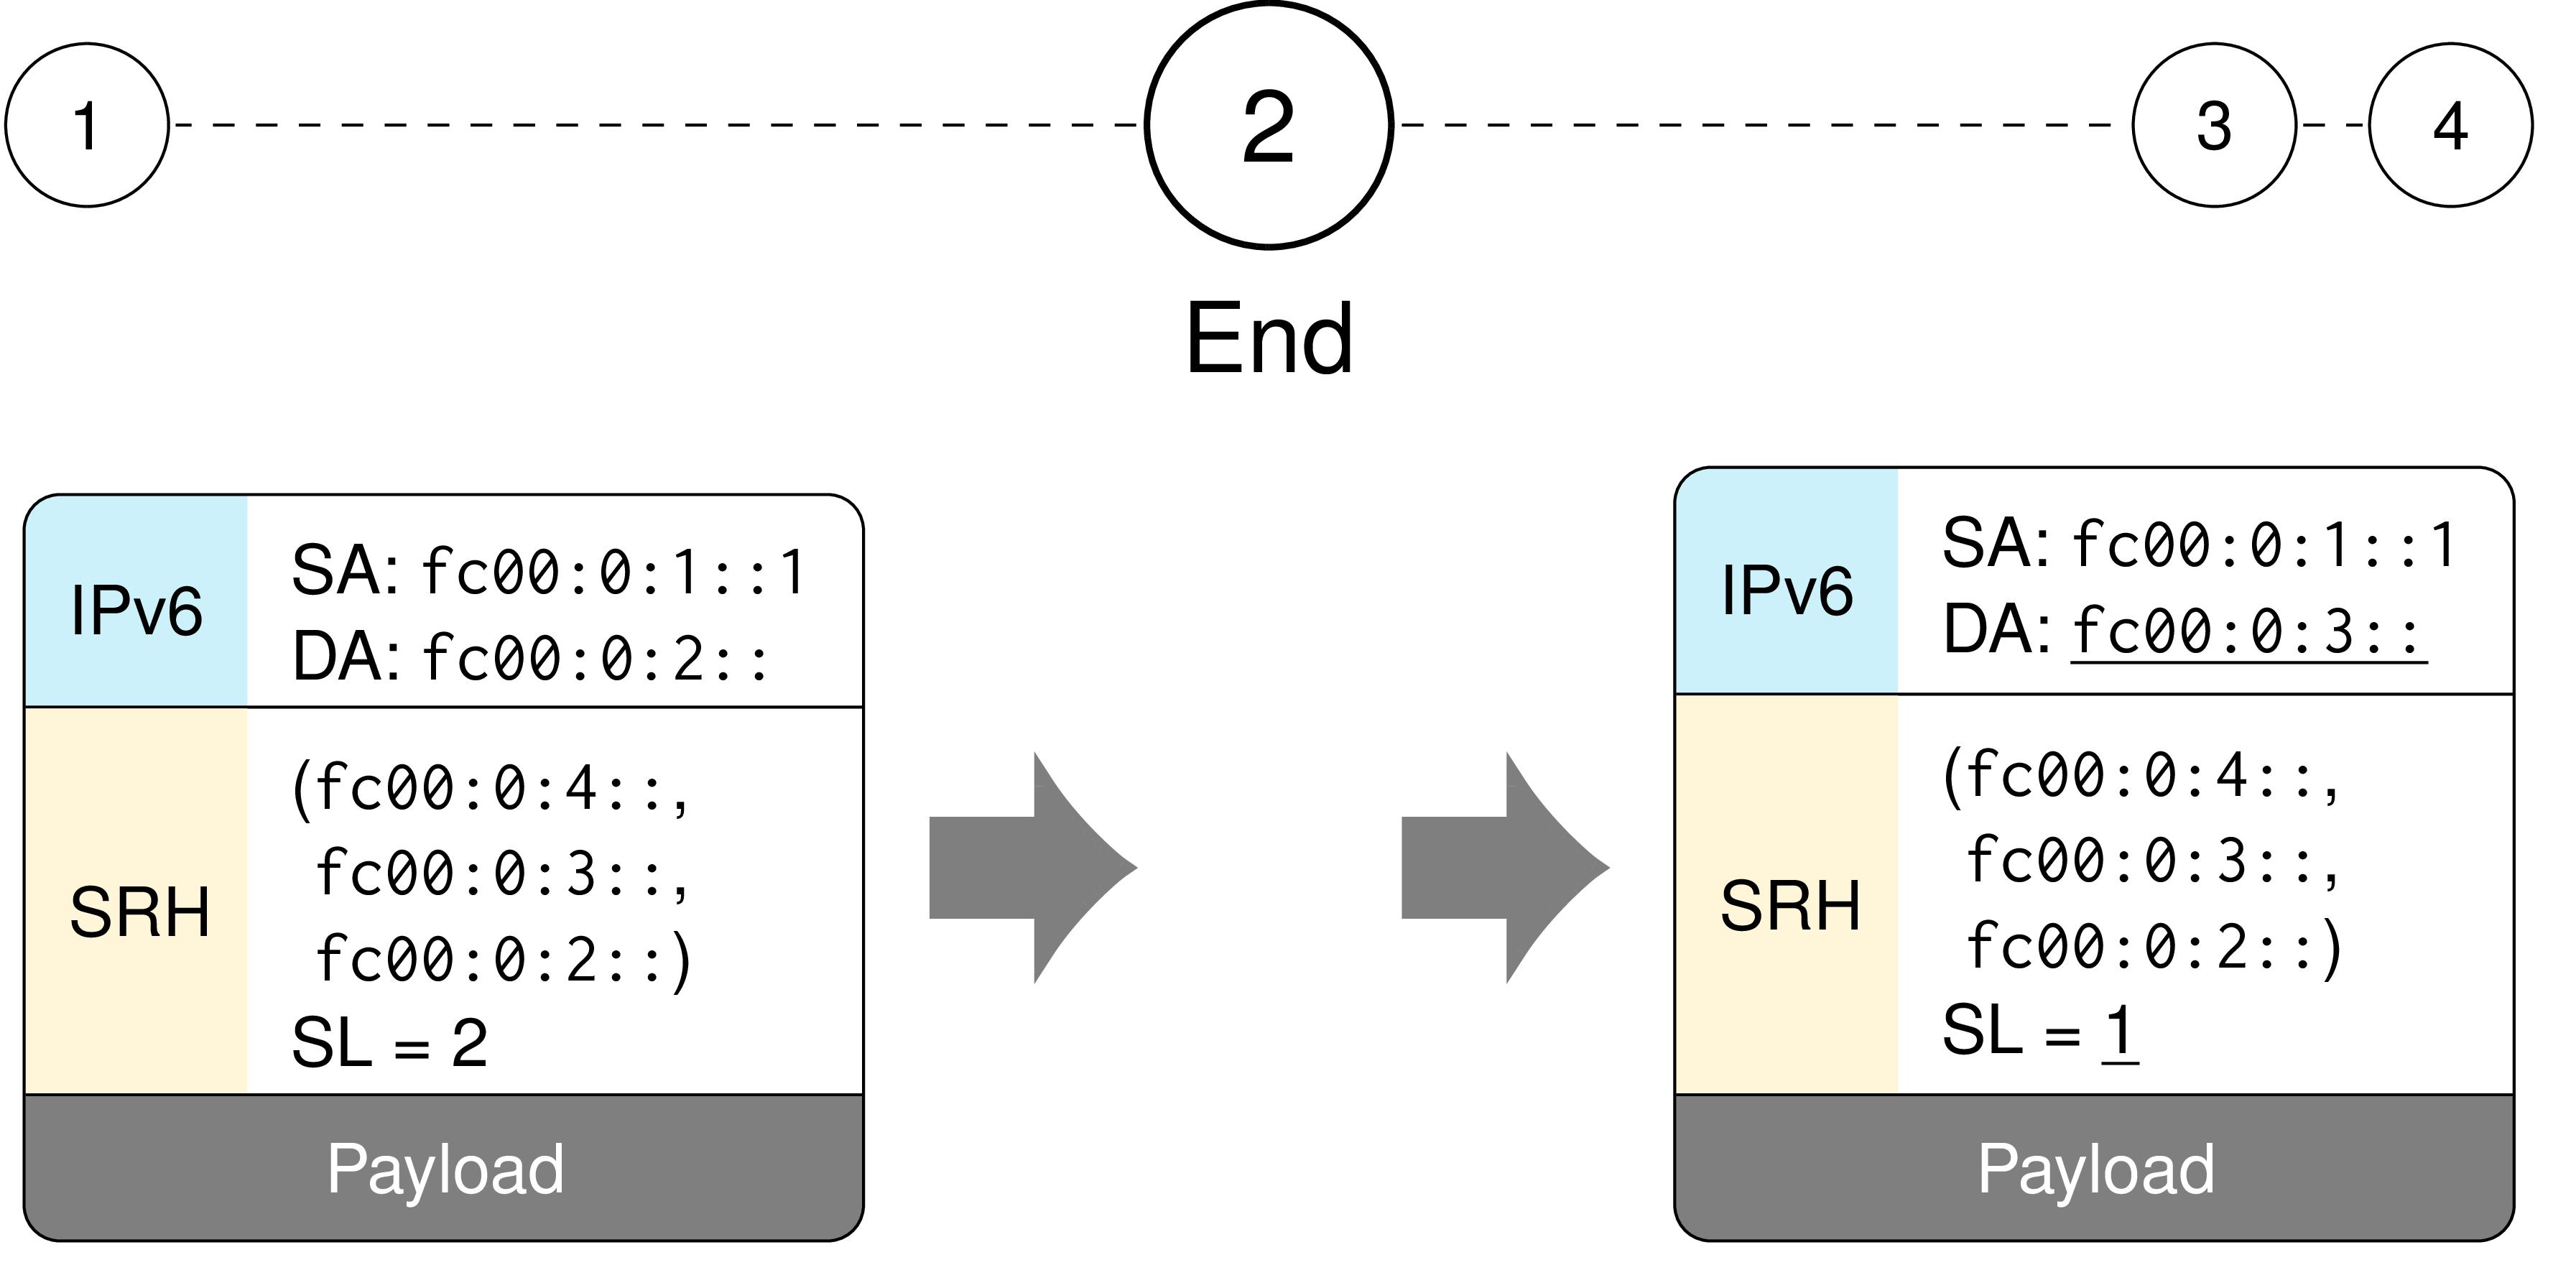 1
2
3
4
End
IPv6
SA: fc00:0:1::1
DA: fc00:0:2::
SRH
(fc00:0:4::,
fc00:0:3::,
fc00:0:2::)
SL = 2
Payload
IPv6
SA: fc00:0:1::1
DA: fc00:0:3::
SRH
(fc00:0:4::,
fc00:0:3::,
fc00:0:2::)
SL = 1
Payload